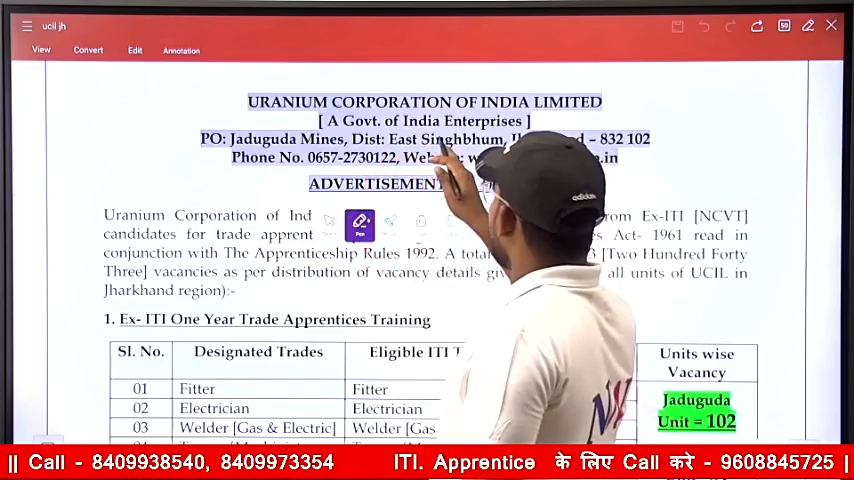 ucil jh
View Convert Edit Annotation
URANIUM CORPORATION OF INDIA LIMITED
[ A Govt. of India Enterprises ]
PO: Jaduguda Mines, Dist: East Singhbhum, – 832 102
Phone No. 0657-2730122,
ADVERTISEMENT
Uranium Corporation of Ind from Ex-ITI [NCVT]
candidates for trade apprent Act- 1961 read in
conjunction with The Apprenticeship Rules 1992. A total 3 [Two Hundred Forty
Three] vacancies as per distribution of vacancy details all units of UCIL in
Jharkhand region):-
1. Ex- ITI One Year Trade Apprentices Training
Sl. No. Designated Trades Eligible ITI T Units wise Vacancy
01 Fitter Fitter Jaduguda
02 Electrician Electrician Unit = 102
03 Welder [Gas & Electric] Welder [Gas
Pen
adidas
|| Call - 8409938540, 8409973354 ITI. Apprentice के लिए Call करे - 9608845725 |